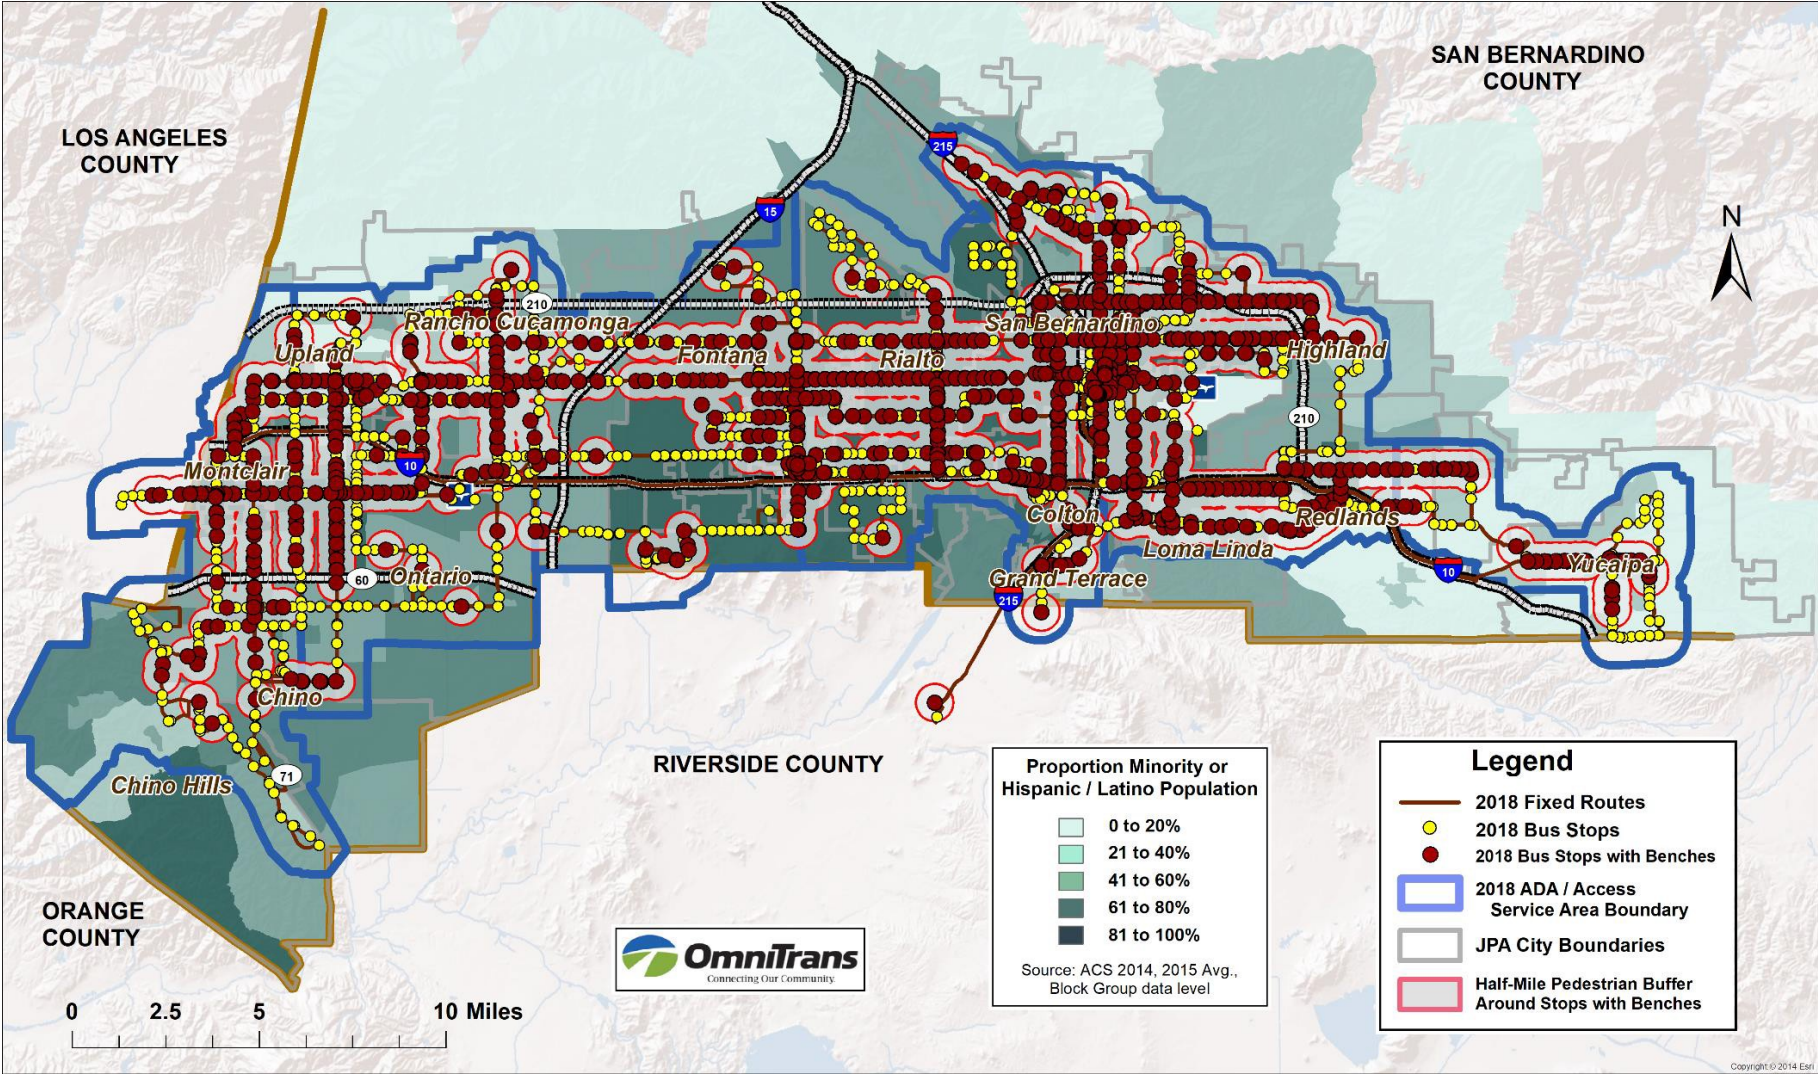 SAN BERNARDINO
COUNTY
LOS ANGELES
COUNTY
N
215
15
210
Rancho Cucamonga
San Bernardino
Upland
Fontana
Rialto
Highland
210
Montclair
10
Colton
Redlands
Loma Linda
Yucaipa
60
Ontario
Grand Terrace
10
215
Chino
71
Chino Hills
RIVERSIDE COUNTY
ORANGE
COUNTY
0 2.5 5 10 Miles
OmniTrans
Connecting Our Community.
Proportion Minority or
Hispanic / Latino Population
0 to 20%
21 to 40%
41 to 60%
61 to 80%
81 to 100%
Source: ACS 2014, 2015 Avg.,
Block Group data level
Legend
2018 Fixed Routes
2018 Bus Stops
2018 Bus Stops with Benches
2018 ADA / Access
Service Area Boundary
JPA City Boundaries
Half-Mile Pedestrian Buffer
Around Stops with Benches
Copyright:© 2014 Esri